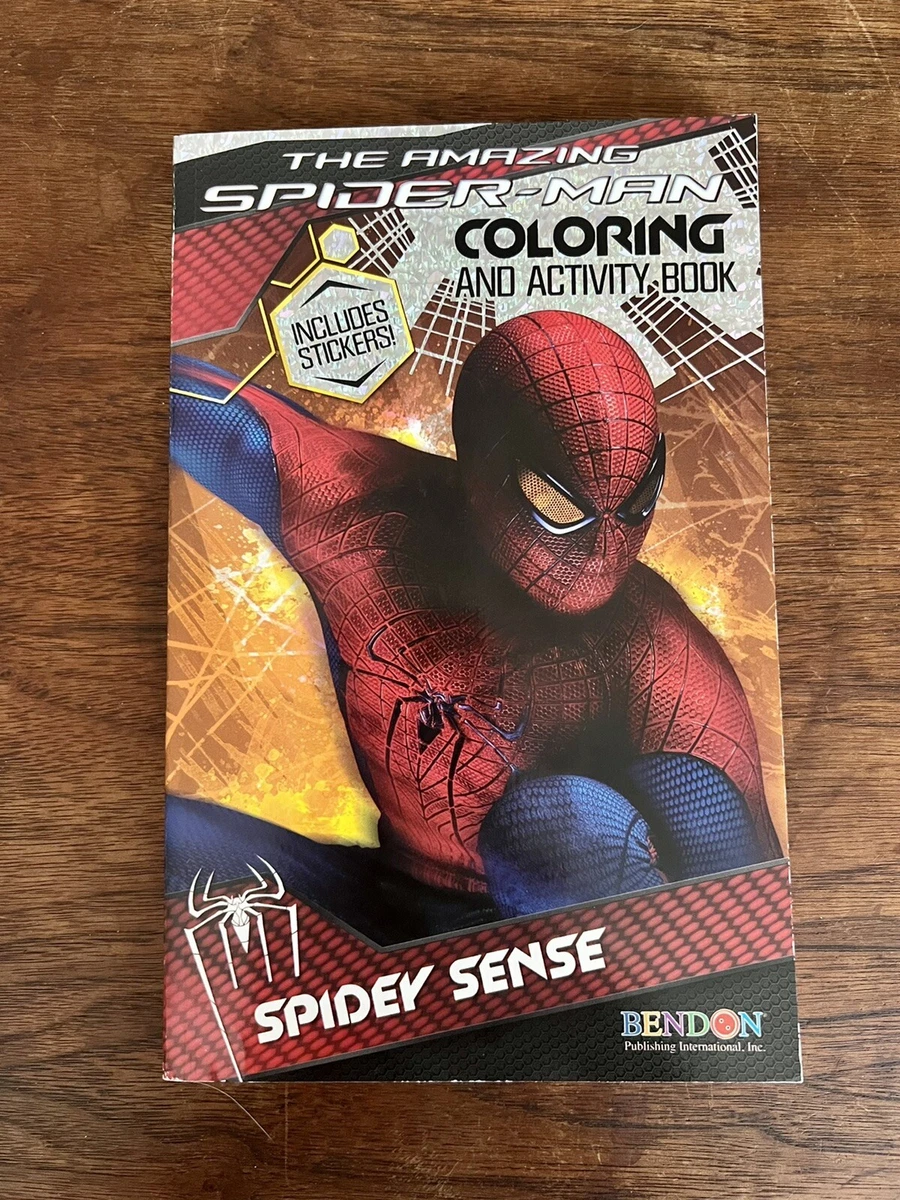 THE AMAZING
SPIDER-MAN
COLORING
AND ACTIVITY BOOK
INCLUDES
STICKERS!
SPIDEY SENSE
BENDON
Publishing International, Inc.